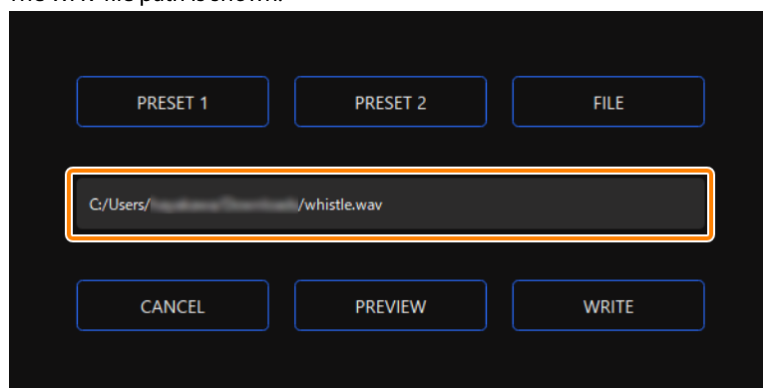 PRESET 1 PRESET 2 FILE
C:/Users/ /whistle.wav
CANCEL PREVIEW WRITE